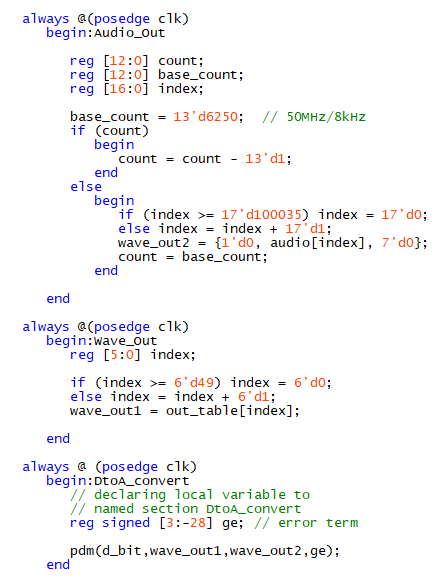 always @(posedge clk)
   begin:Audio_Out

      reg [12:0] count;
      reg [12:0] base_count;
      reg [16:0] index;

      base_count = 13'd6250;  // 50MHz/8kHz
      if (count)
         begin
            count = count - 13'd1;
         end
      else
         begin
            if (index >= 17'd100035) index = 17'd0;
            else index = index + 17'd1;
            wave_out2 = {1'd0, audio[index], 7'd0};
            count = base_count;
         end

   end

always @(posedge clk)
   begin:Wave_Out
      reg [5:0] index;

      if (index >= 6'd49) index = 6'd0;
      else index = index + 6'd1;
      wave_out1 = out_table[index];

   end

always @ (posedge clk)
   begin:DtoA_convert
      // declaring local variable to
      // named section DtoA_convert
      reg signed [3:-28] ge; // error term

      pdm(d_bit,wave_out1,wave_out2,ge);
   end